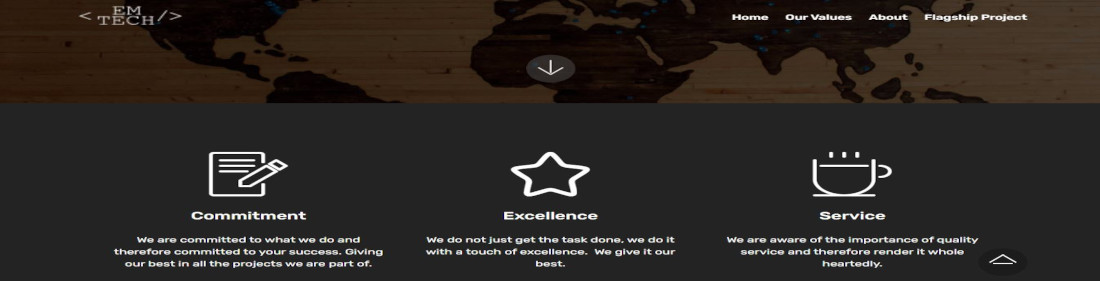 < EM
TECH />
Home Our Values About Flagship Project
Commitment
We are committed to what we do and
therefore committed to your success. Giving
our best in all the projects we are part of.
Excellence
We do not just get the task done, we do it
with a touch of excellence.  We give it our
best.
Service
We are aware of the importance of quality
service and therefore render it whole
heartedly.